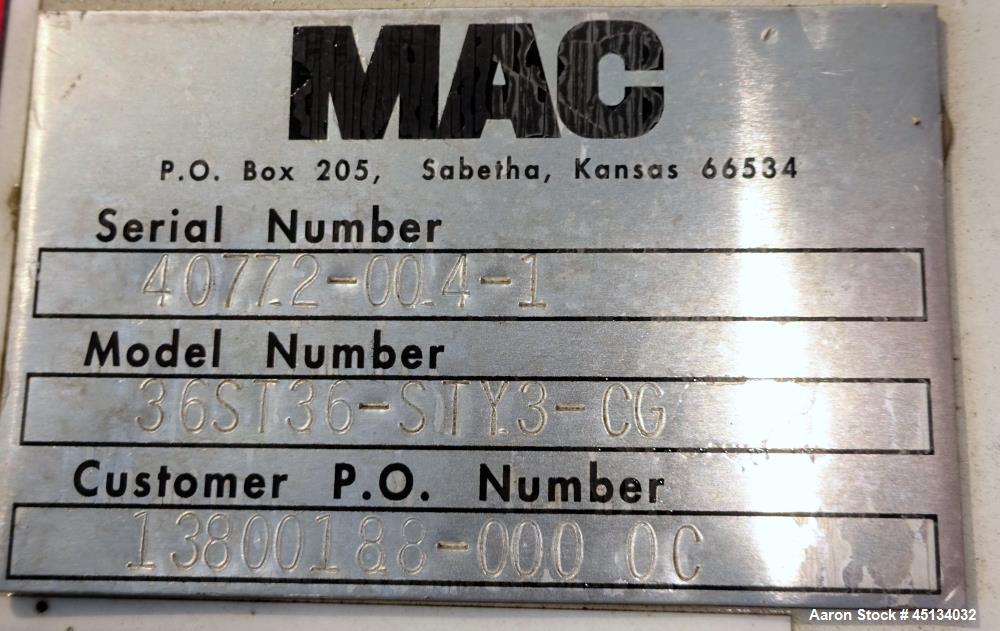 MAC
P.O. Box 205, Sabetha, Kansas 66534
Serial Number
40772-004-1
Model Number
36ST36-STY3-CG
Customer P.O. Number
13800188-000 OC
Aaron Stock # 45134032